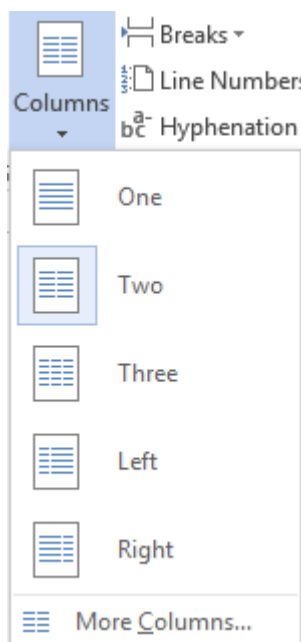 Breaks
Line Numbers
Columns
Hyphenation
One
Two
Three
Left
Right
More Columns...